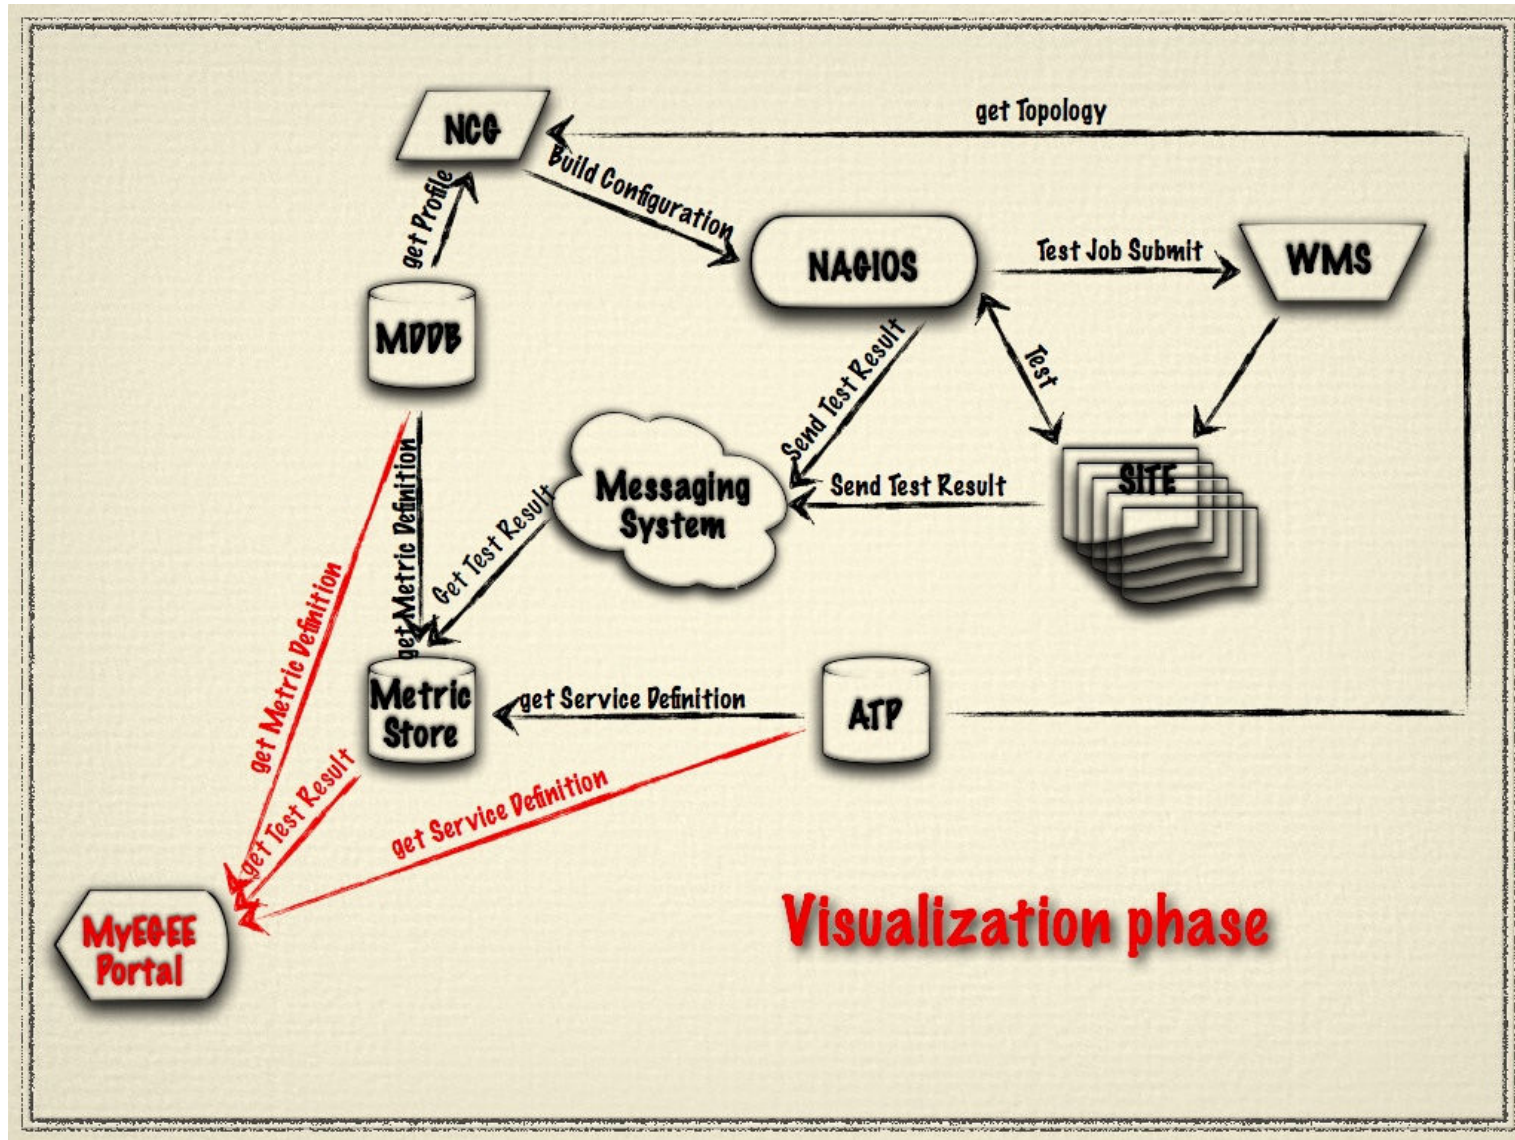 get Topology
NCG
Build Configuration
get Profile
NAGIOS
Test Job Submit
WMS
MDDB
Send Test Result
Test
get Metric Definition
Messaging
System
Send Test Result
SITE
Get Test Result
get Metric Definition
Metric
Store
get Service Definition
ATP
get Test Result
get Service Definition
Visualization phase
MyEGEE
Portal